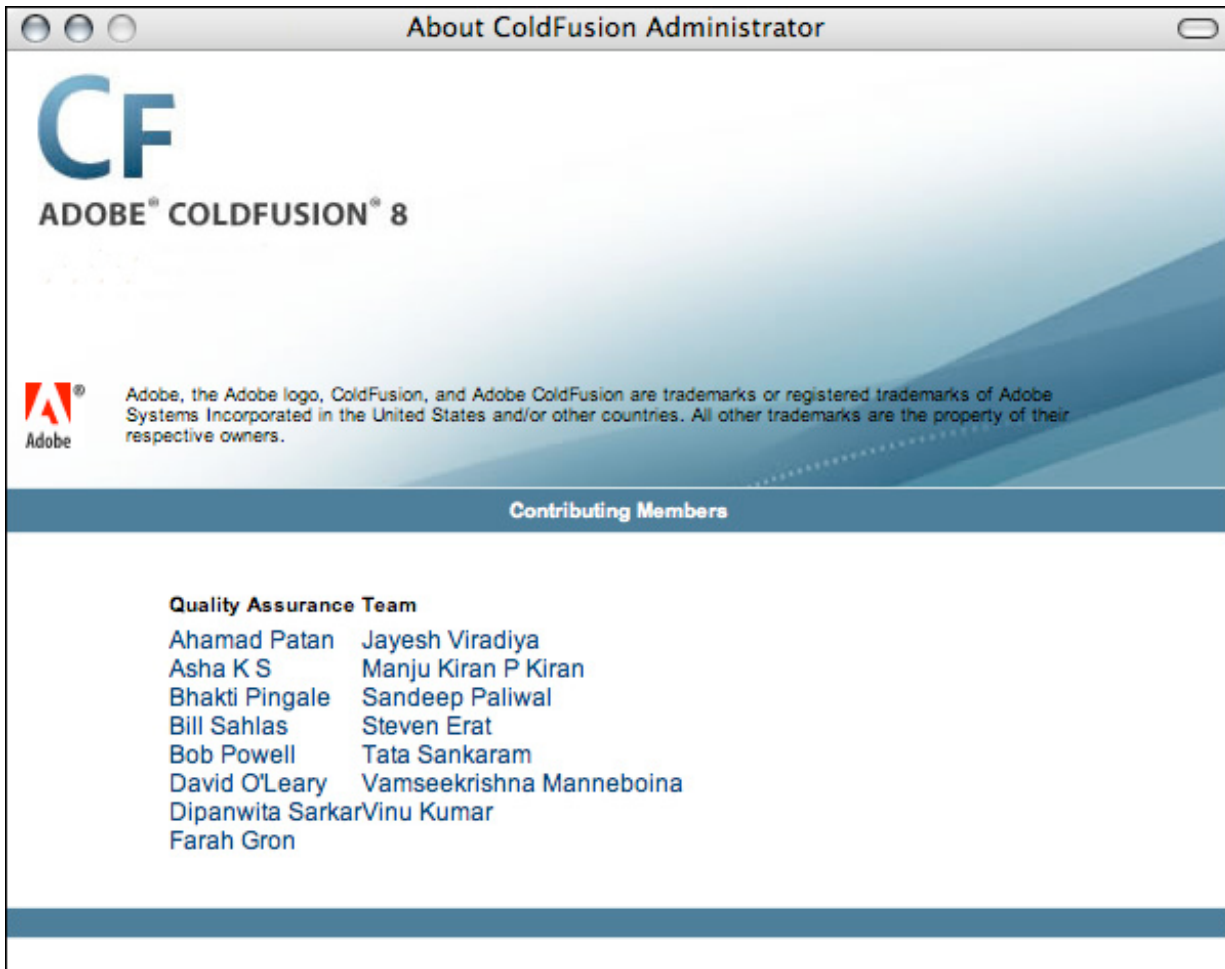 About ColdFusion Administrator
CF
ADOBE® COLDFUSION® 8
Adobe, the Adobe logo, ColdFusion, and Adobe ColdFusion are trademarks or registered trademarks of Adobe
Systems Incorporated in the United States and/or other countries. All other trademarks are the property of their
respective owners.
®
Adobe
Contributing Members
Quality Assurance Team
Ahamad Patan Jayesh Viradiya
Asha K S Manju Kiran P Kiran
Bhakti Pingale Sandeep Paliwal
Bill Sahlas Steven Erat
Bob Powell Tata Sankaram
David O'Leary Vamseekrishna Manneboina
Dipanwita SarkarVinu Kumar
Farah Gron